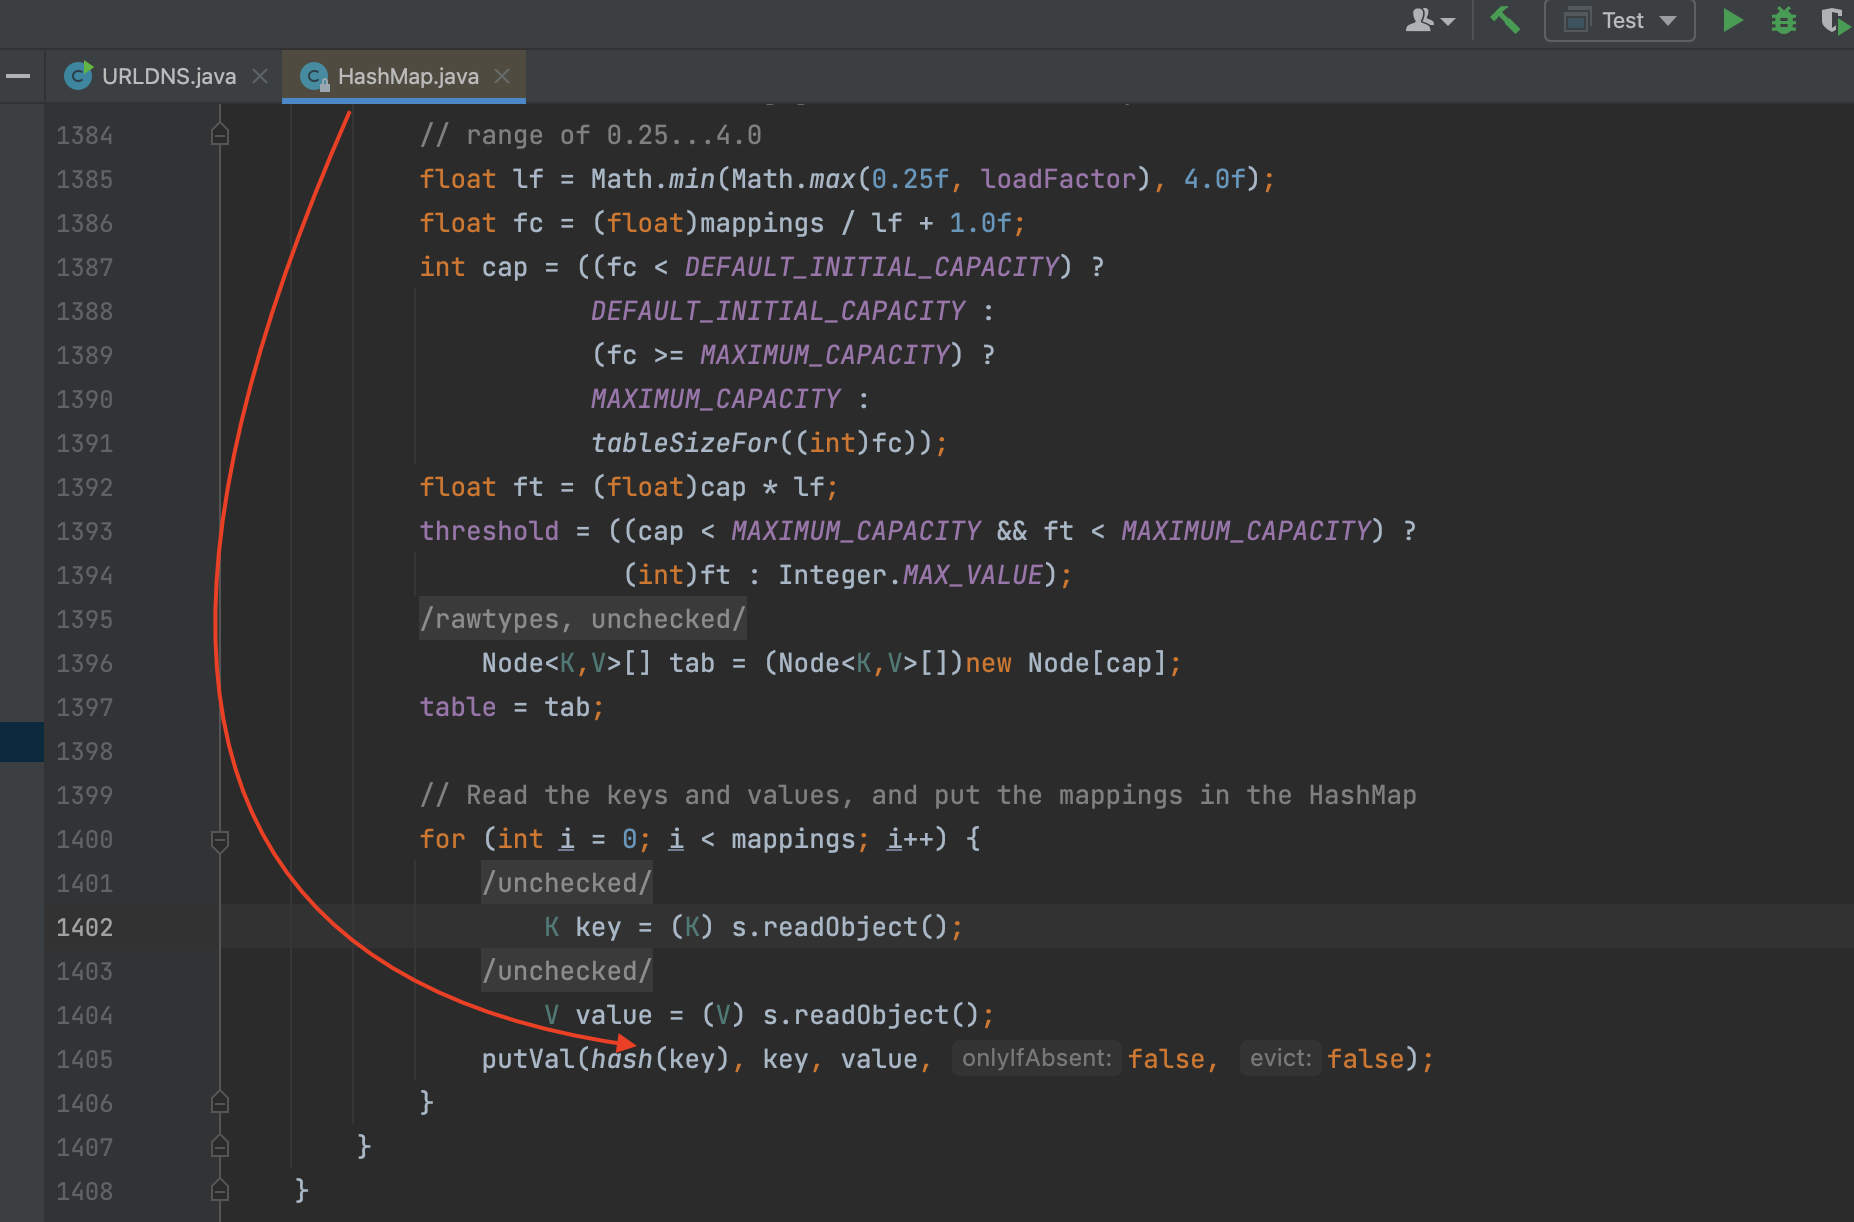 Test
URLDNS.java HashMap.java
1384 // range of 0.25...4.0
1385 float lf = Math.min(Math.max(0.25f, loadFactor), 4.0f);
1386 float fc = (float)mappings / lf + 1.0f;
1387 int cap = ((fc < DEFAULT_INITIAL_CAPACITY) ?
1388 DEFAULT_INITIAL_CAPACITY :
1389 (fc >= MAXIMUM_CAPACITY) ?
1390 MAXIMUM_CAPACITY :
1391 tableSizeFor((int)fc));
1392 float ft = (float)cap * lf;
1393 threshold = ((cap < MAXIMUM_CAPACITY && ft < MAXIMUM_CAPACITY) ?
1394 (int)ft : Integer.MAX_VALUE);
1395 /rawtypes, unchecked/
1396 Node<K,V>[] tab = (Node<K,V>[])new Node[cap];
1397 table = tab;
1398
1399 // Read the keys and values, and put the mappings in the HashMap
1400 for (int i = 0; i < mappings; i++) {
1401 /unchecked/
1402 K key = (K) s.readObject();
1403 /unchecked/
1404 V value = (V) s.readObject();
1405 putVal(hash(key), key, value, onlyIfAbsent: false, evict: false);
1406 }
1407 }
1408 }